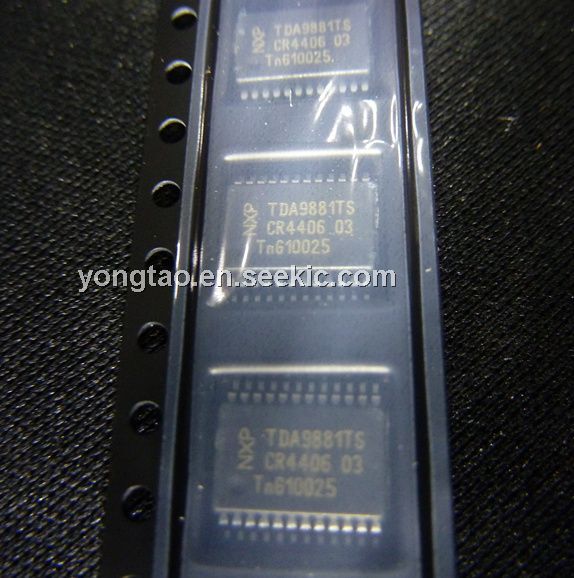 NXP
TDA9881TS
CR4406 03
Tn610025.
NXP
TDA9881TS
CR4406 03
Tn610025
yongtao.en.seekic.com
NXP
TDA9881TS
CR4406 03
Tn610025